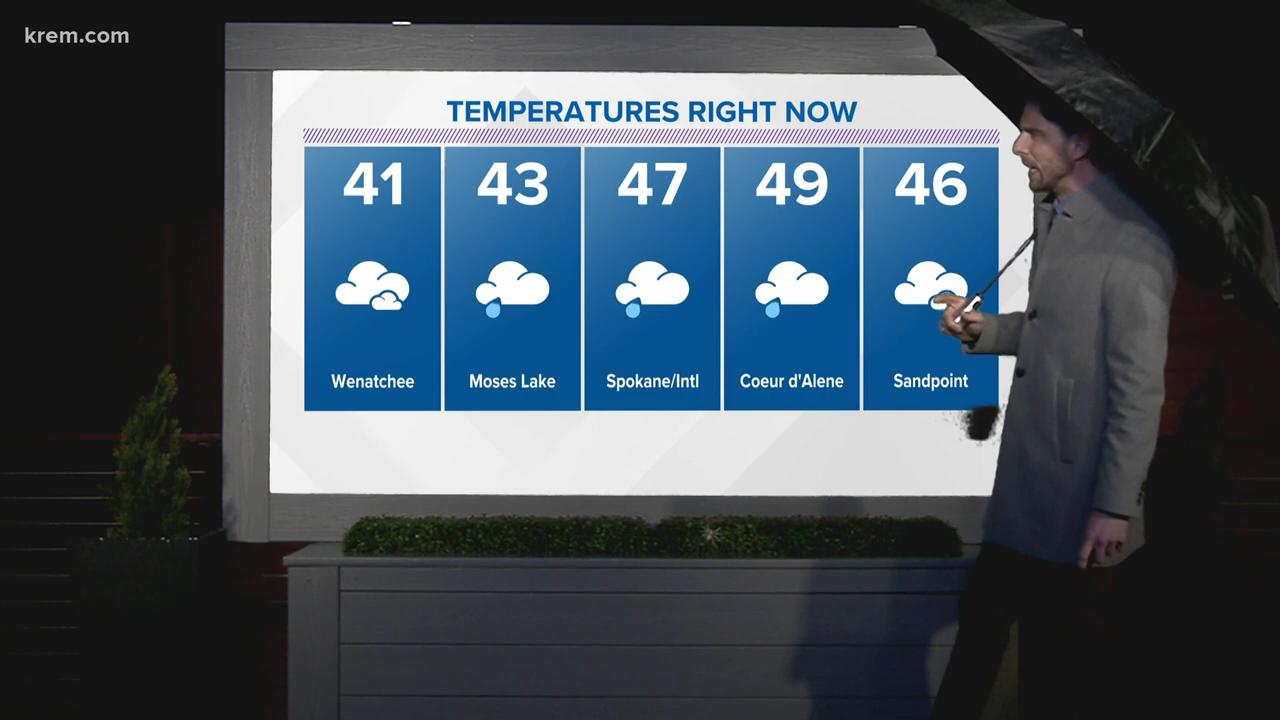 krem.com
TEMPERATURES RIGHT NOW
41 43 47 49 46
Wenatchee Moses Lake Spokane/Intl Coeur d'Alene Sandpoint